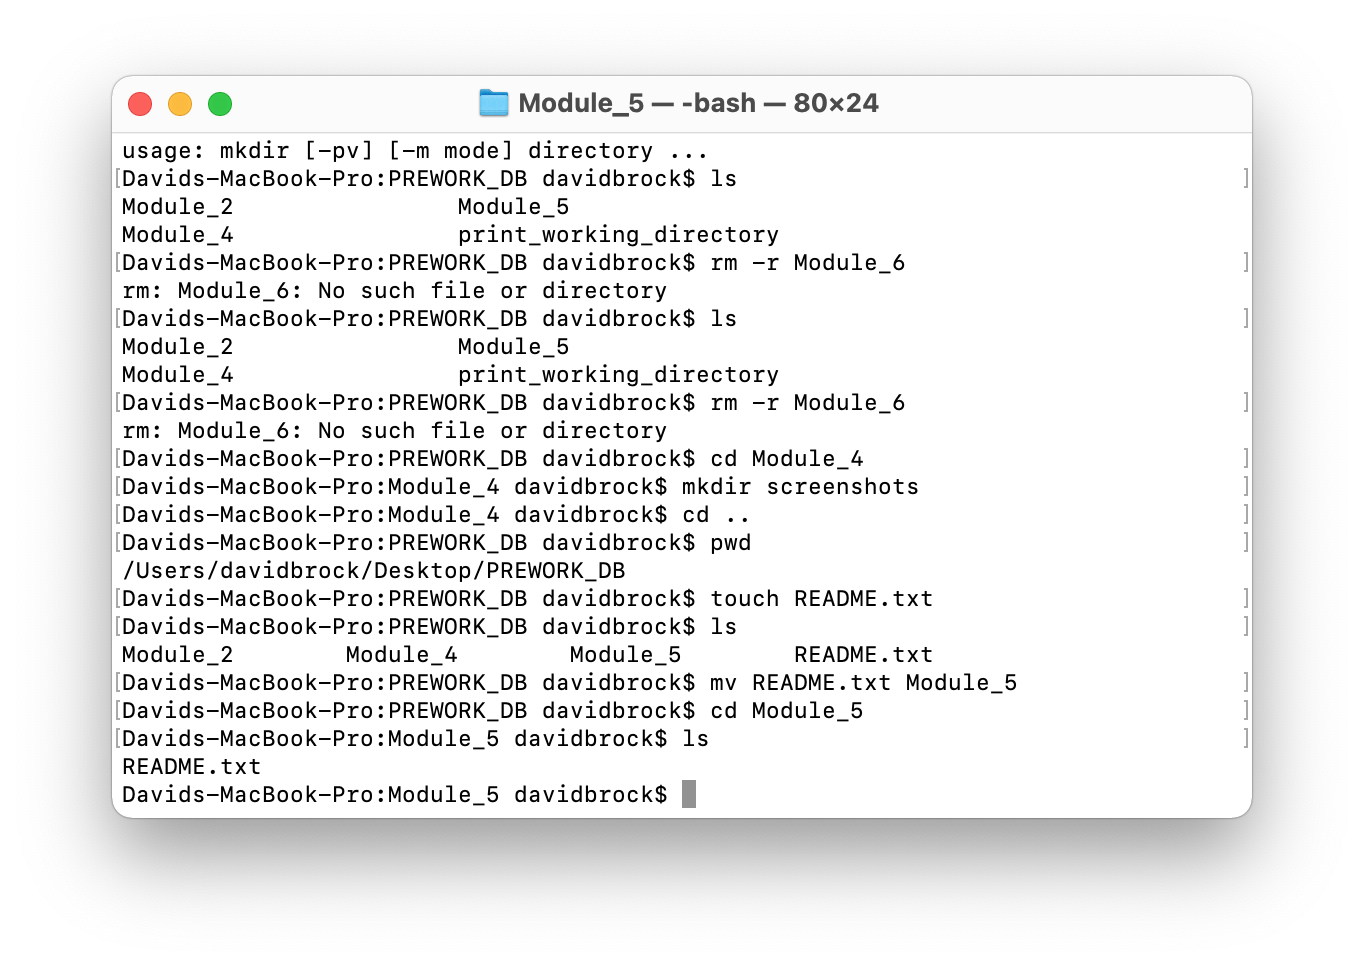 Module_5 — -bash — 80×24
usage: mkdir [-pv] [-m mode] directory ...
[Davids-MacBook-Pro:PREWORK_DB davidbrock$ ls ]
Module_2 Module_5
Module_4 print_working_directory
[Davids-MacBook-Pro:PREWORK_DB davidbrock$ rm -r Module_6 ]
rm: Module_6: No such file or directory
[Davids-MacBook-Pro:PREWORK_DB davidbrock$ ls ]
Module_2 Module_5
Module_4 print_working_directory
[Davids-MacBook-Pro:PREWORK_DB davidbrock$ rm -r Module_6 ]
rm: Module_6: No such file or directory
[Davids-MacBook-Pro:PREWORK_DB davidbrock$ cd Module_4 ]
[Davids-MacBook-Pro:Module_4 davidbrock$ mkdir screenshots ]
[Davids-MacBook-Pro:Module_4 davidbrock$ cd .. ]
[Davids-MacBook-Pro:PREWORK_DB davidbrock$ pwd ]
/Users/davidbrock/Desktop/PREWORK_DB
[Davids-MacBook-Pro:PREWORK_DB davidbrock$ touch README.txt ]
[Davids-MacBook-Pro:PREWORK_DB davidbrock$ ls ]
Module_2 Module_4 Module_5 README.txt
[Davids-MacBook-Pro:PREWORK_DB davidbrock$ mv README.txt Module_5 ]
[Davids-MacBook-Pro:PREWORK_DB davidbrock$ cd Module_5 ]
[Davids-MacBook-Pro:Module_5 davidbrock$ ls ]
README.txt
Davids-MacBook-Pro:Module_5 davidbrock$